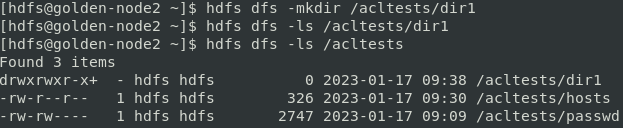 [hdfs@golden-node2 ~]$ hdfs dfs -mkdir /acltests/dir1
[hdfs@golden-node2 ~]$ hdfs dfs -ls /acltests/dir1
[hdfs@golden-node2 ~]$ hdfs dfs -ls /acltests
Found 3 items
drwxrwxr-x+  - hdfs hdfs          0 2023-01-17 09:38 /acltests/dir1
-rw-r--r--   1 hdfs hdfs        326 2023-01-17 09:30 /acltests/hosts
-rw-rw----   1 hdfs hdfs       2747 2023-01-17 09:09 /acltests/passwd